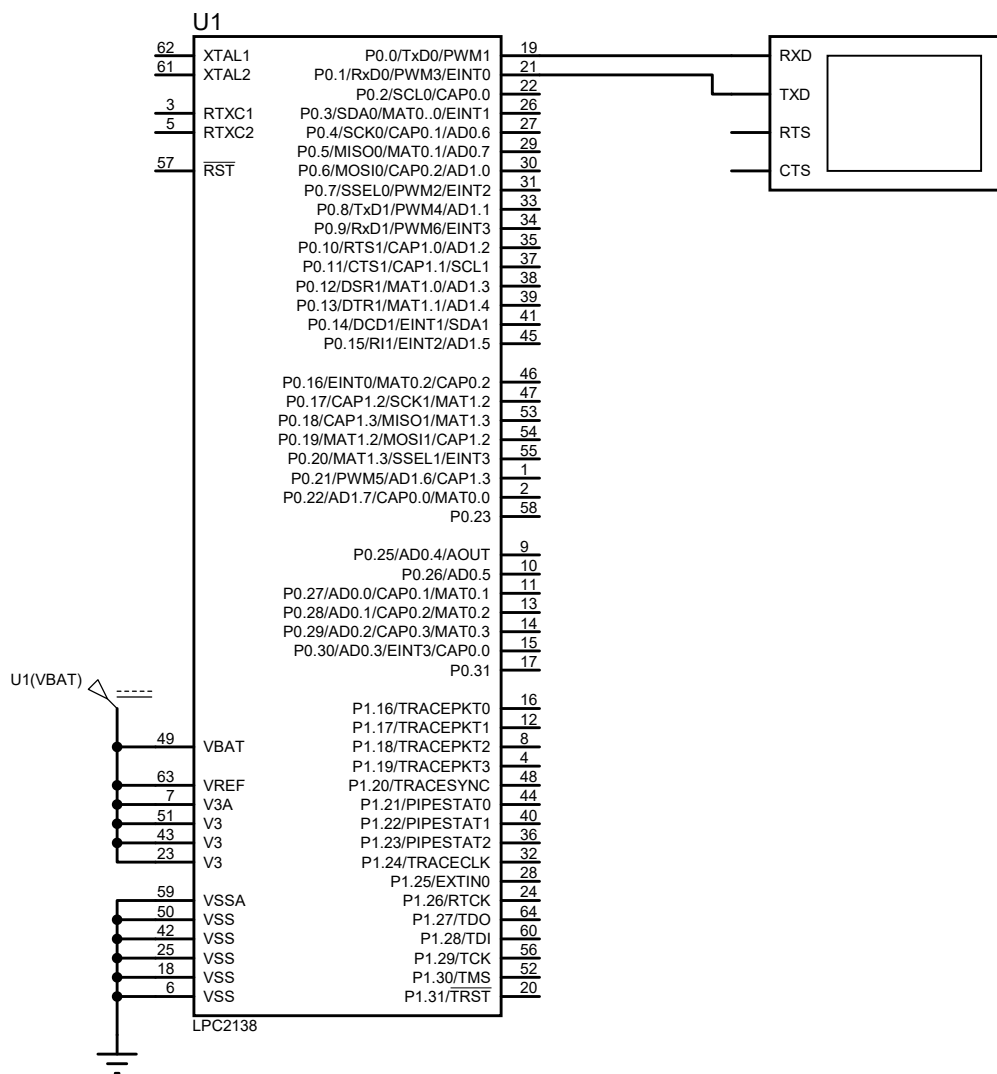 U1
62 XTAL1
61 XTAL2
3 RTXC1
5 RTXC2
57 RST
P0.0/TxD0/PWM1 19
P0.1/RxD0/PWM3/EINT0 21
P0.2/SCL0/CAP0.0 22
P0.3/SDA0/MAT0..0/EINT1 26
P0.4/SCK0/CAP0.1/AD0.6 27
P0.5/MISO0/MAT0.1/AD0.7 29
P0.6/MOSI0/CAP0.2/AD1.0 30
P0.7/SSEL0/PWM2/EINT2 31
P0.8/TxD1/PWM4/AD1.1 33
P0.9/RxD1/PWM6/EINT3 34
P0.10/RTS1/CAP1.0/AD1.2 35
P0.11/CTS1/CAP1.1/SCL1 37
P0.12/DSR1/MAT1.0/AD1.3 38
P0.13/DTR1/MAT1.1/AD1.4 39
P0.14/DCD1/EINT1/SDA1 41
P0.15/RI1/EINT2/AD1.5 45
P0.16/EINT0/MAT0.2/CAP0.2 46
P0.17/CAP1.2/SCK1/MAT1.2 47
P0.18/CAP1.3/MISO1/MAT1.3 53
P0.19/MAT1.2/MOSI1/CAP1.2 54
P0.20/MAT1.3/SSEL1/EINT3 55
P0.21/PWM5/AD1.6/CAP1.3 1
P0.22/AD1.7/CAP0.0/MAT0.0 2
P0.23 58
P0.25/AD0.4/AOUT 9
P0.26/AD0.5 10
P0.27/AD0.0/CAP0.1/MAT0.1 11
P0.28/AD0.1/CAP0.2/MAT0.2 13
P0.29/AD0.2/CAP0.3/MAT0.3 14
P0.30/AD0.3/EINT3/CAP0.0 15
P0.31 17
P1.16/TRACEPKT0 16
P1.17/TRACEPKT1 12
P1.18/TRACEPKT2 8
P1.19/TRACEPKT3 4
P1.20/TRACESYNC 48
P1.21/PIPESTAT0 44
P1.22/PIPESTAT1 40
P1.23/PIPESTAT2 36
P1.24/TRACECLK 32
P1.25/EXTIN0 28
P1.26/RTCK 24
P1.27/TDO 64
P1.28/TDI 60
P1.29/TCK 56
P1.30/TMS 52
P1.31/TRST 20
U1(VBAT)
49 VBAT
63 VREF
7 V3A
51 V3
43 V3
23 V3
59 VSSA
50 VSS
42 VSS
25 VSS
18 VSS
6 VSS
LPC2138
RXD
TXD
RTS
CTS